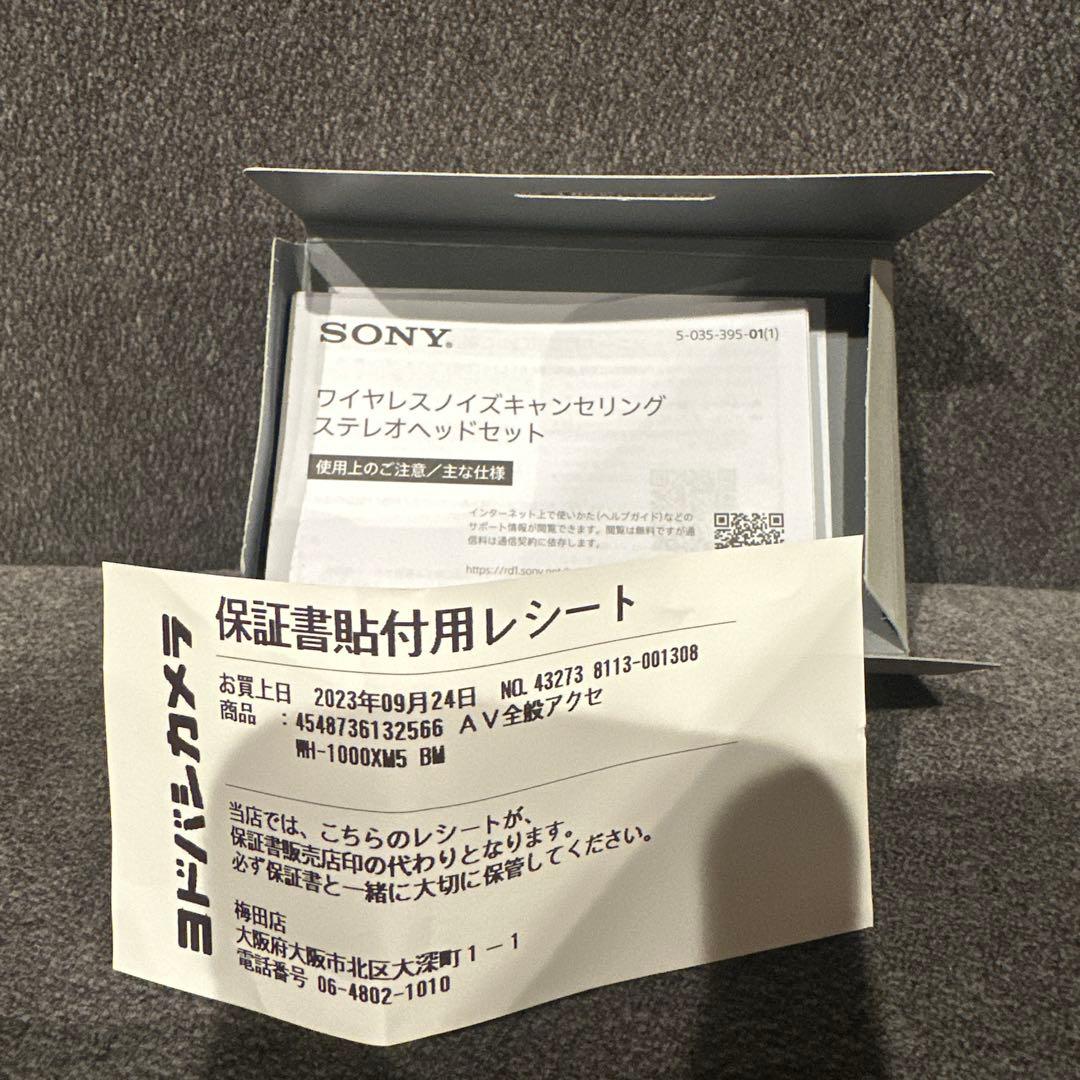 SONY®
5-035-395-01(1)
ワイヤレスノイズキャンセリング
ステレオヘッドセット
使用上のご注意／主な仕様
インターネット上で使いかた(ヘルプガイド)などの
サポート情報が閲覧できます。閲覧は無料ですが通
信料は通信契約に依存します。
https://rd1.sony.net/
ヨドバシカメラ
保証書貼付用レシート
お買上日 2023年09月24日 NO. 43273 8113-001308
商品 :4548736132566 AV全般アクセ
WH-1000XM5 BM
当店では、こちらのレシートが、
保証書販売店印の代わりとなります。
必ず保証書と一緒に大切に保管してください。
梅田店
大阪府大阪市北区大深町1-1
電話番号 06-4802-1010